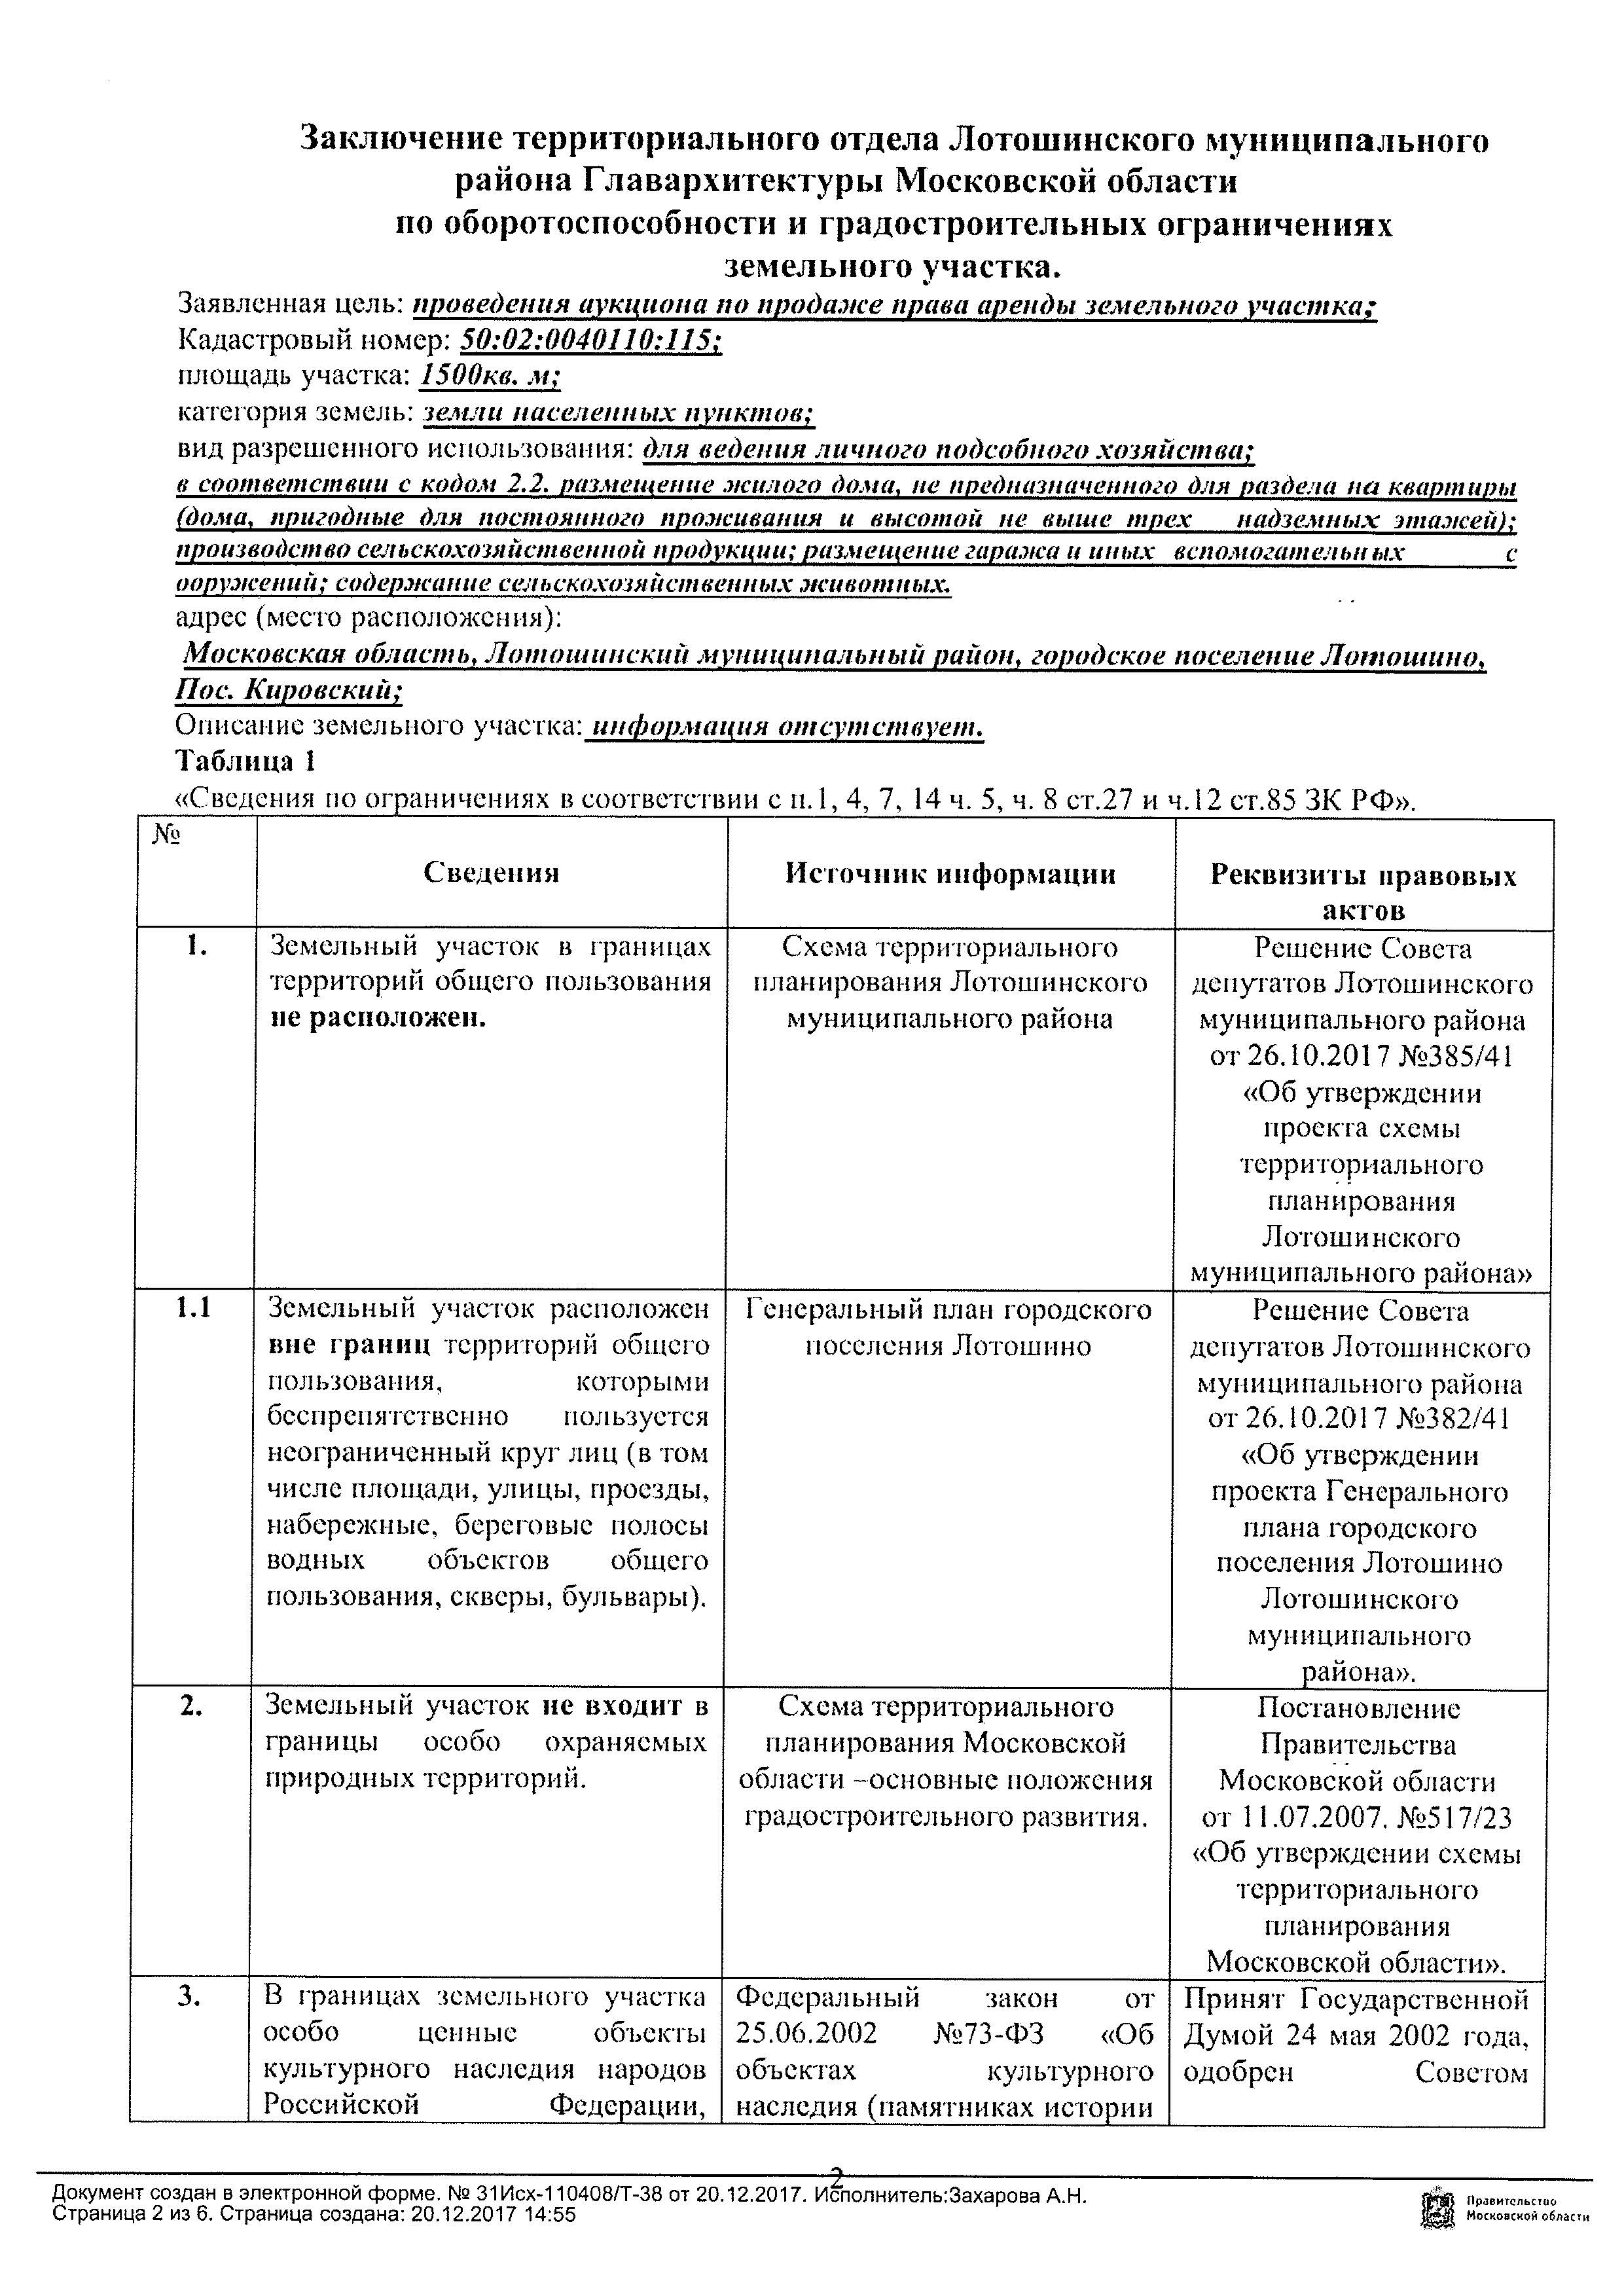 Заключение территориального отдела Лотошинского муниципального
района Главархитектуры Московской области
по оборотоспособности и градостроительных ограничениях
земельного участка.
Заявленная цель: проведения аукциона по продаже права аренды земельного участка;
Кадастровый номер: 50:02:0040110:115;
площадь участка: 1500кв. м;
категория земель: земли населенных пунктов;
вид разрешенного использования: для ведения личного подсобного хозяйства;
в соответствии с кодом 2.2. размещение жилого дома, не предназначенного для раздела на квартиры
(дома, пригодные для постоянного проживания и высотой не выше трех надземных этажей);
производство сельскохозяйственной продукции; размещение гаража и иных вспомогательных с
ооружений; содержание сельскохозяйственных животных.
адрес (место расположения):
Московская область, Лотошинский муниципальный район, городское поселение Лотошино,
Пос. Кировский;
Описание земельного участка: информация отсутствует.
Таблица 1
«Сведения по ограничениях в соответствии с п.1, 4, 7, 14 ч. 5, ч. 8 ст.27 и ч.12 ст.85 ЗК РФ».
№
Сведения
Источник информации
Реквизиты правовых
актов
1.
Земельный участок в границах
территорий общего пользования
не расположен.
Схема территориального
планирования Лотошинского
муниципального района
Решение Совета
депутатов Лотошинского
муниципального района
от 26.10.2017 №385/41
«Об утверждении
проекта схемы
территориального
планирования
Лотошинского
муниципального района»
1.1
Земельный участок расположен
вне границ территорий общего
пользования, которыми
беспрепятственно пользуется
неограниченный круг лиц (в том
числе площади, улицы, проезды,
набережные, береговые полосы
водных объектов общего
пользования, скверы, бульвары).
Генеральный план городского
поселения Лотошино
Решение Совета
депутатов Лотошинского
муниципального района
от 26.10.2017 №382/41
«Об утверждении
проекта Генерального
плана городского
поселения Лотошино
Лотошинского
муниципального
района».
2.
Земельный участок не входит в
границы особо охраняемых
природных территорий.
Схема территориального
планирования Московской
области –основные положения
градостроительного развития.
Постановление
Правительства
Московской области
от 11.07.2007. №517/23
«Об утверждении схемы
территориального
планирования
Московской области».
3.
В границах земельного участка
особо ценные объекты
культурного наследия народов
Российской Федерации,
Федеральный закон от
25.06.2002 №73-ФЗ «Об
объектах культурного
наследия (памятниках истории
Принят Государственной
Думой 24 мая 2002 года,
одобрен Советом
2
Документ создан в электронной форме. № 31Исх-110408/Т-38 от 20.12.2017. Исполнитель:Захарова А.Н.
Страница 2 из 6. Страница создана: 20.12.2017 14:55
Правительство
Московской области